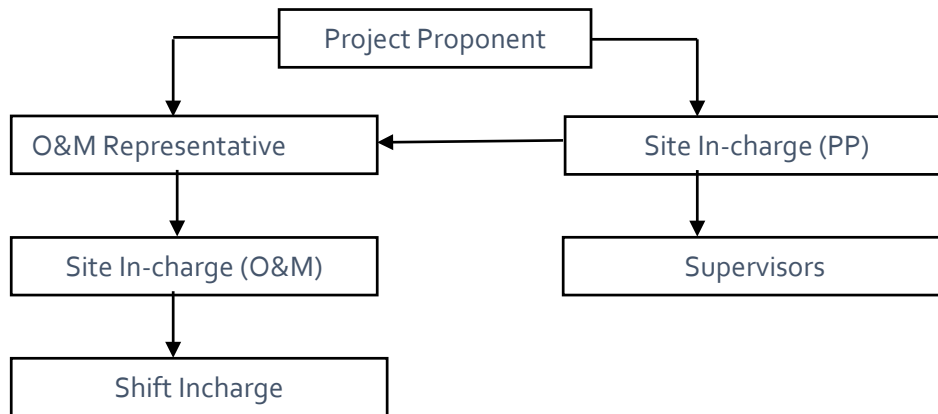 Project Proponent
O&M Representative
Site In-charge (PP)
Site In-charge (O&M)
Supervisors
Shift Incharge